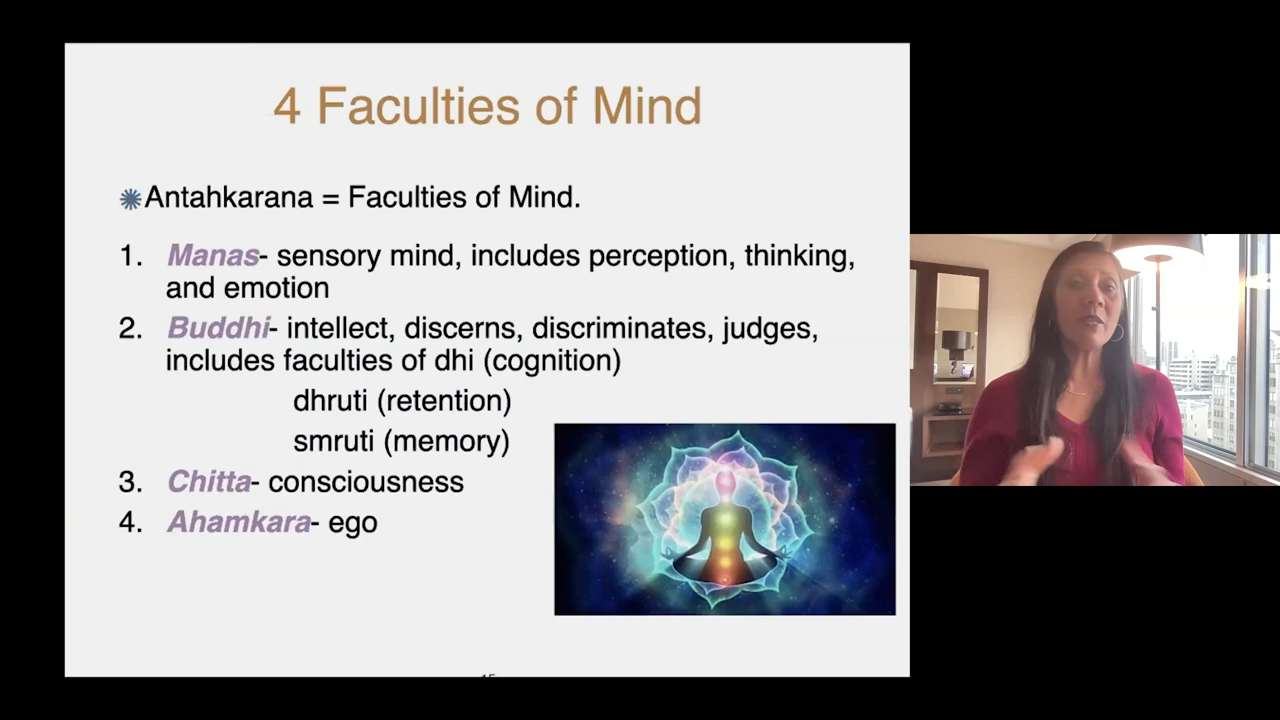 4 Faculties of Mind
Antahkarana = Faculties of Mind.
1. Manas- sensory mind, includes perception, thinking,
and emotion
2. Buddhi- intellect, discerns, discriminates, judges,
includes faculties of dhi (cognition)
dhruti (retention)
smruti (memory)
3. Chitta- consciousness
4. Ahamkara- ego